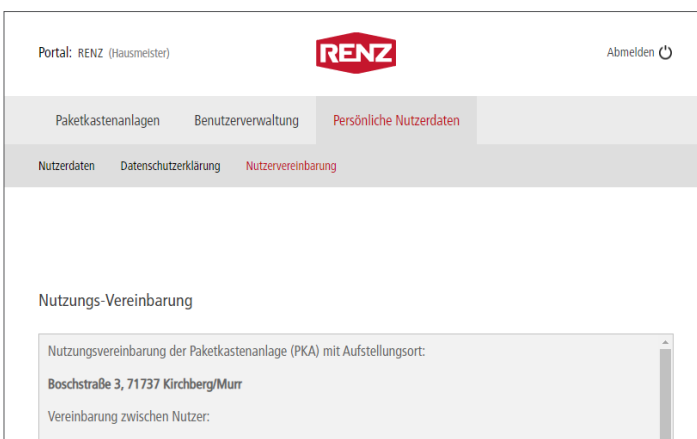 Portal: RENZ (Hausmeister)
RENZ
Abmelden
Paketkastenanlagen Benutzerverwaltung Persönliche Nutzerdaten
Nutzerdaten Datenschutzerklärung Nutzervereinbarung
Nutzungs-Vereinbarung
Nutzungsvereinbarung der Paketkastenanlage (PKA) mit Aufstellungsort:
Boschstraße 3, 71737 Kirchberg/Murr
Vereinbarung zwischen Nutzer: